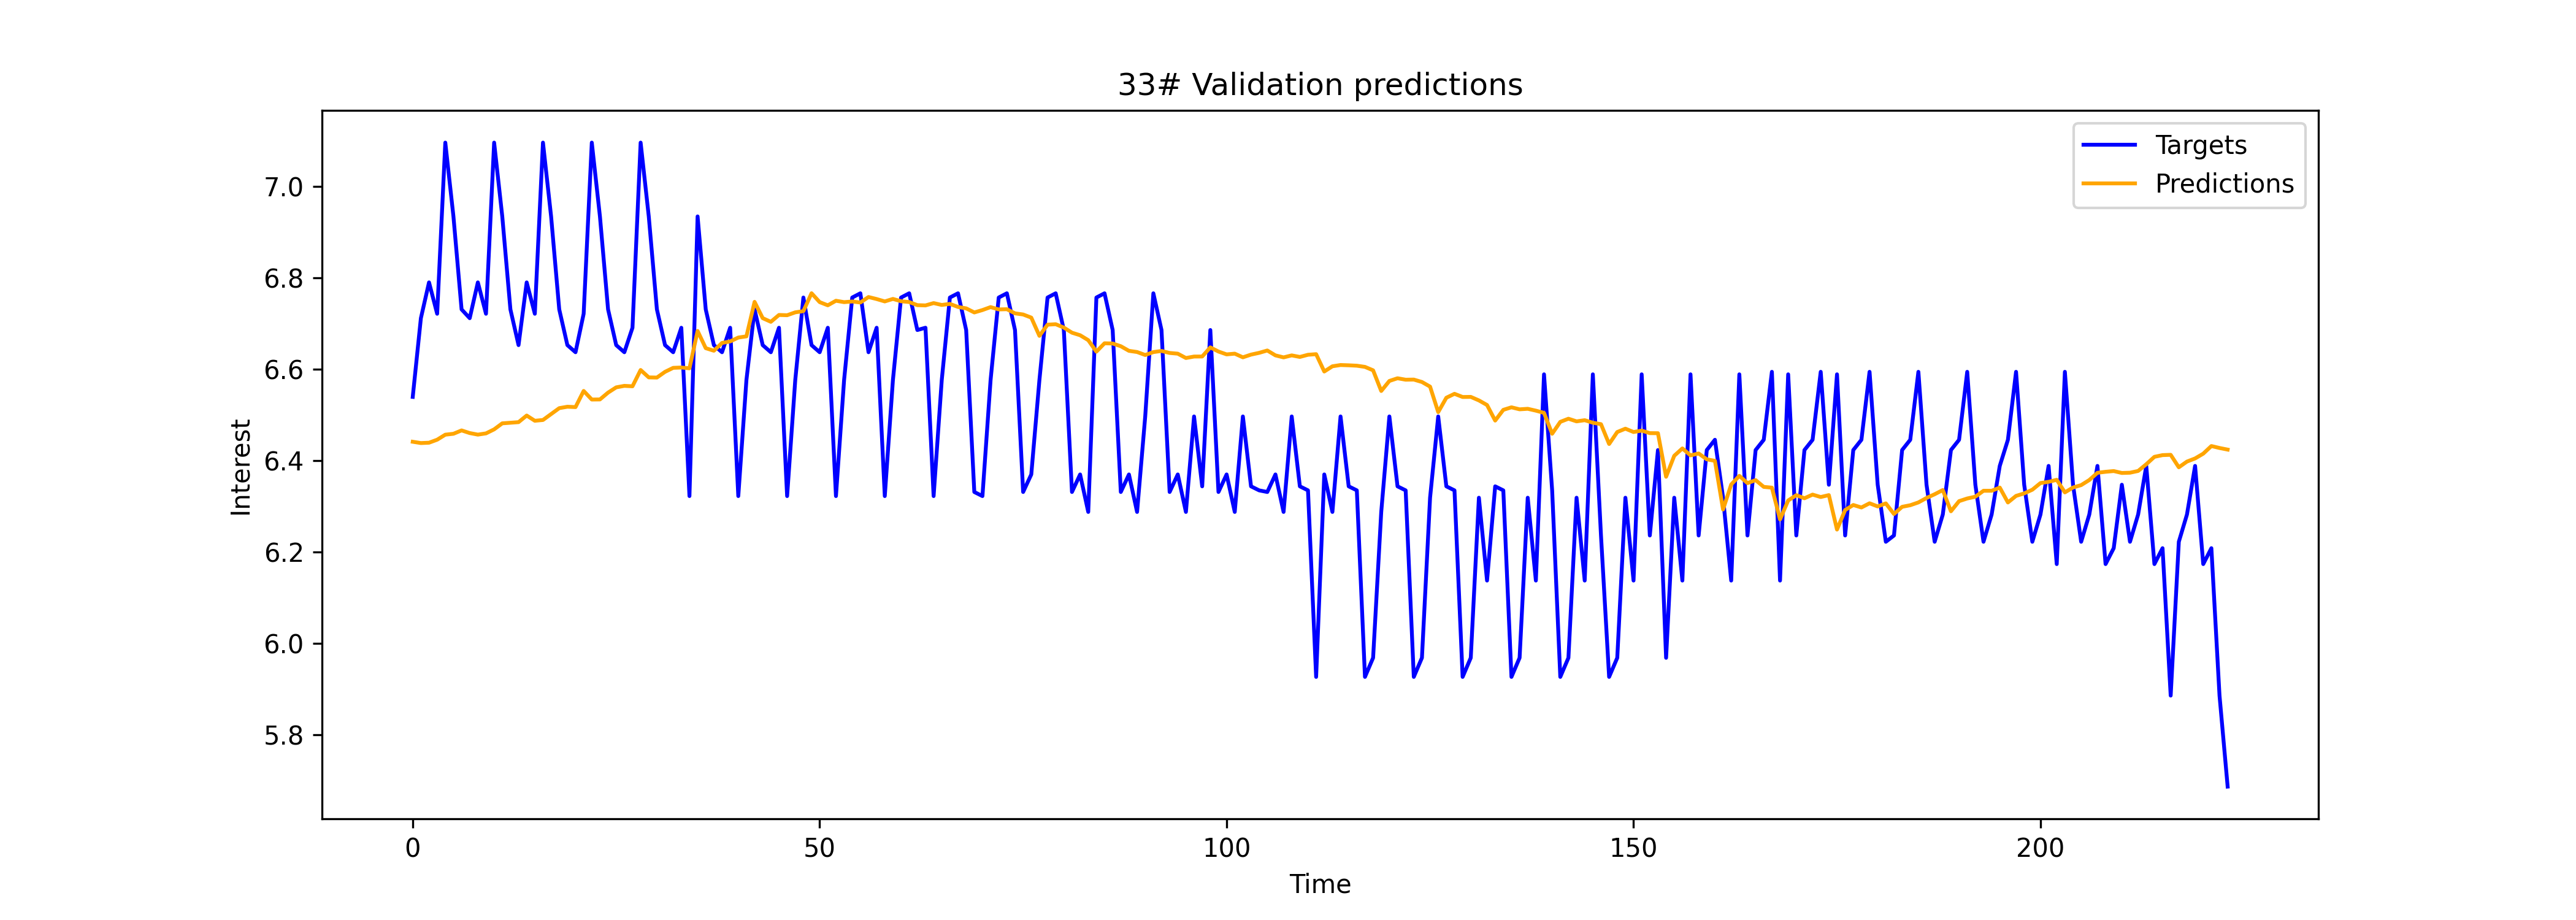 33# Validation predictions
Targets
Predictions
7.0
6.8
6.6
6.4
6.2
6.0
5.8
Interest
0 50 100 150 200
Time